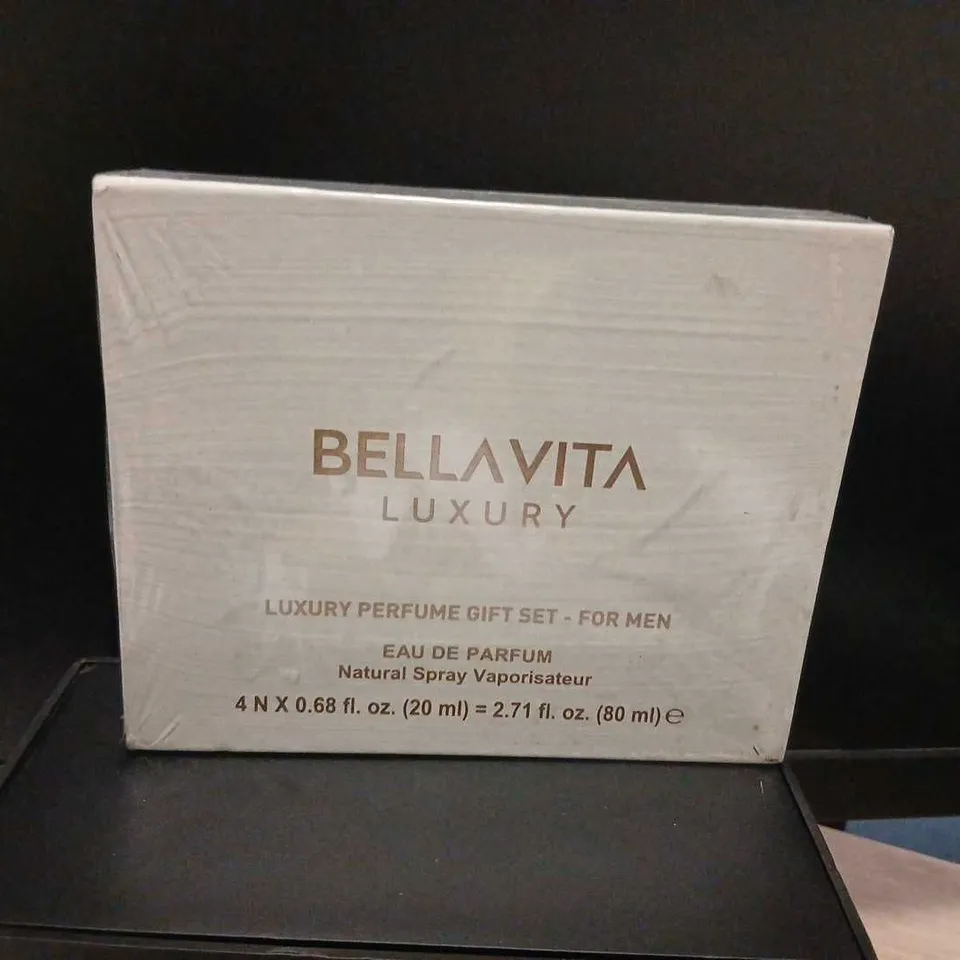 BELLAVITA
LUXURY
LUXURY PERFUME GIFT SET - FOR MEN
EAU DE PARFUM
Natural Spray Vaporisateur
4 N X 0.68 fl. oz. (20 ml) = 2.71 fl. oz. (80 ml) ℮